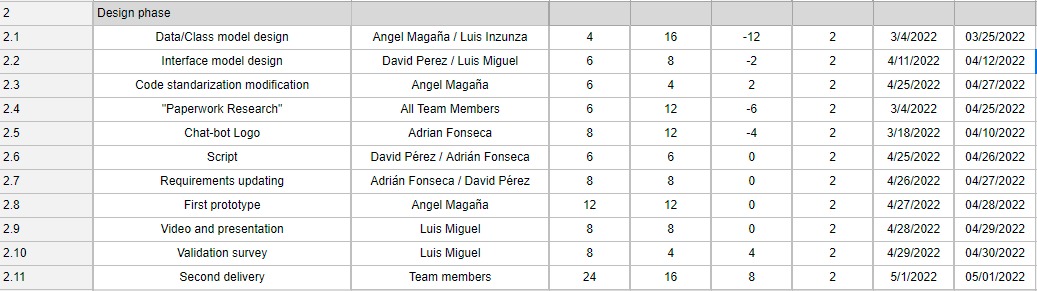 2 Design phase
2.1 Data/Class model design Angel Magaña / Luis Inzunza 4 16 -12 2 3/4/2022 03/25/2022
2.2 Interface model design David Perez / Luis Miguel 6 8 -2 2 4/11/2022 04/12/2022
2.3 Code standarization modification Angel Magaña 6 4 2 2 4/25/2022 04/27/2022
2.4 "Paperwork Research" All Team Members 6 12 -6 2 3/4/2022 04/25/2022
2.5 Chat-bot Logo Adrian Fonseca 8 12 -4 2 3/18/2022 04/10/2022
2.6 Script David Pérez / Adrián Fonseca 6 6 0 2 4/25/2022 04/26/2022
2.7 Requirements updating Adrián Fonseca / David Pérez 8 8 0 2 4/26/2022 04/27/2022
2.8 First prototype Angel Magaña 12 12 0 2 4/27/2022 04/28/2022
2.9 Video and presentation Luis Miguel 8 8 0 2 4/28/2022 04/29/2022
2.10 Validation survey Luis Miguel 8 4 4 2 4/29/2022 04/30/2022
2.11 Second delivery Team members 24 16 8 2 5/1/2022 05/01/2022